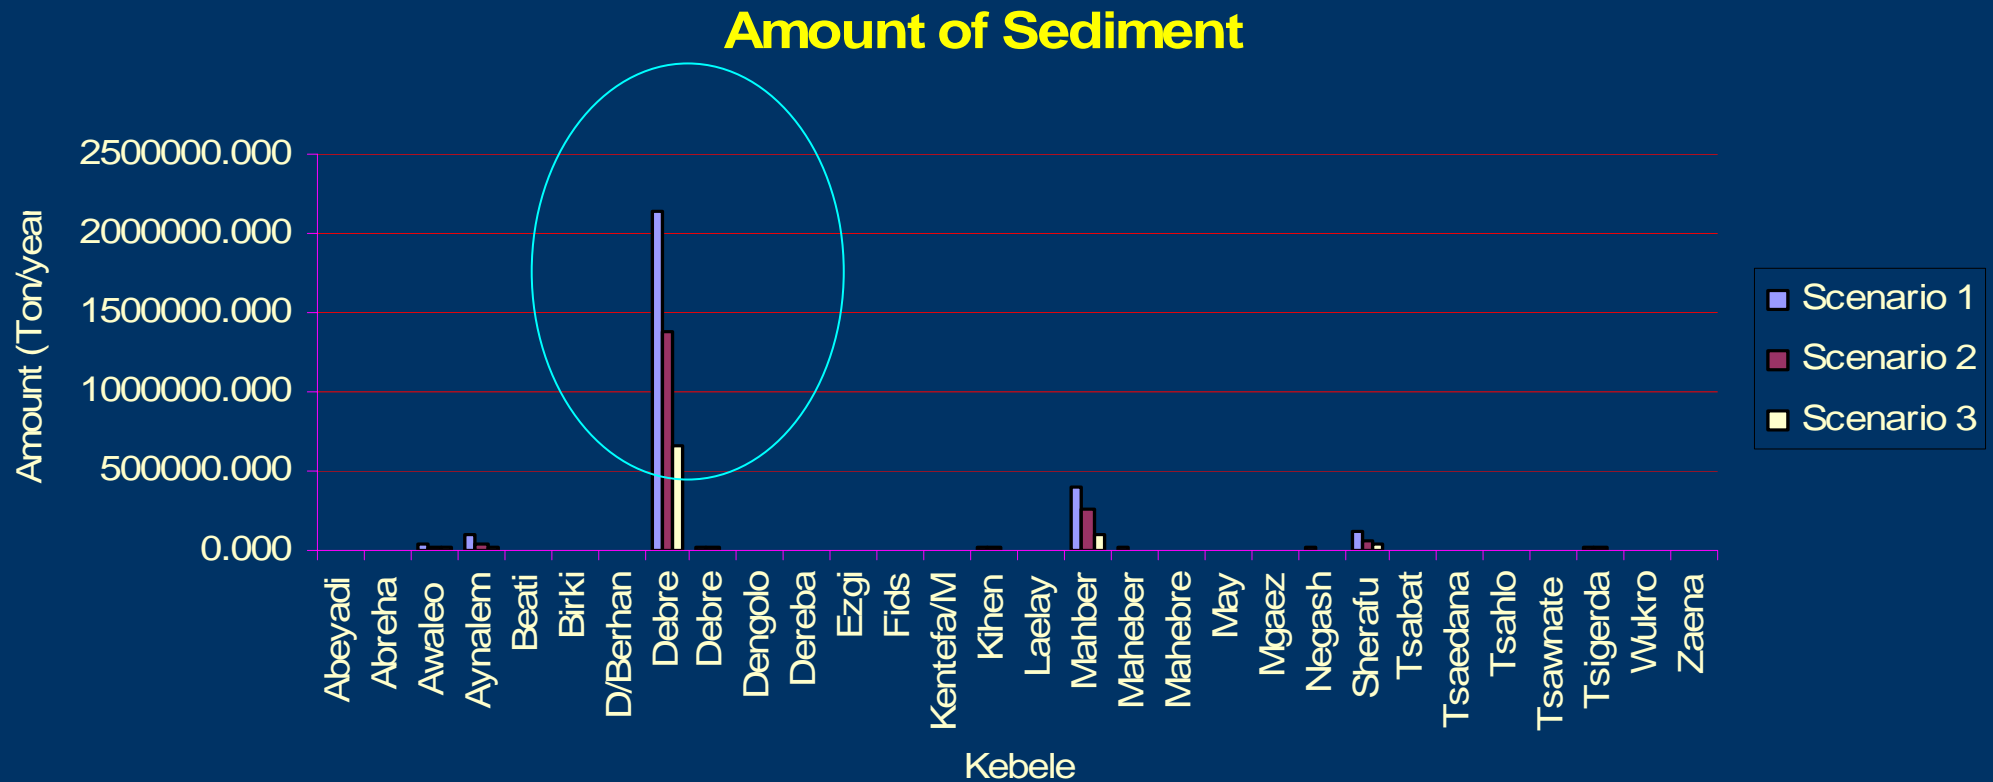 Amount of Sediment
Amount (Ton/year
2500000.000
2000000.000
1500000.000
1000000.000
500000.000
0.000
Abeyadi
Abreha
Awaleo
Aynalem
Beati
Birki
D/Berhan
Debre
Debre
Dengolo
Dereba
Ezgi
Fids
Kentefa/M
Kihen
Laelay
Mahber
Maheber
Mahebre
May
Mgaez
Negash
Sherafu
Tsabat
Tsaedana
Tsahlo
Tsawnate
Tsigerda
Wukro
Zaena
Kebele
Scenario 1
Scenario 2
Scenario 3